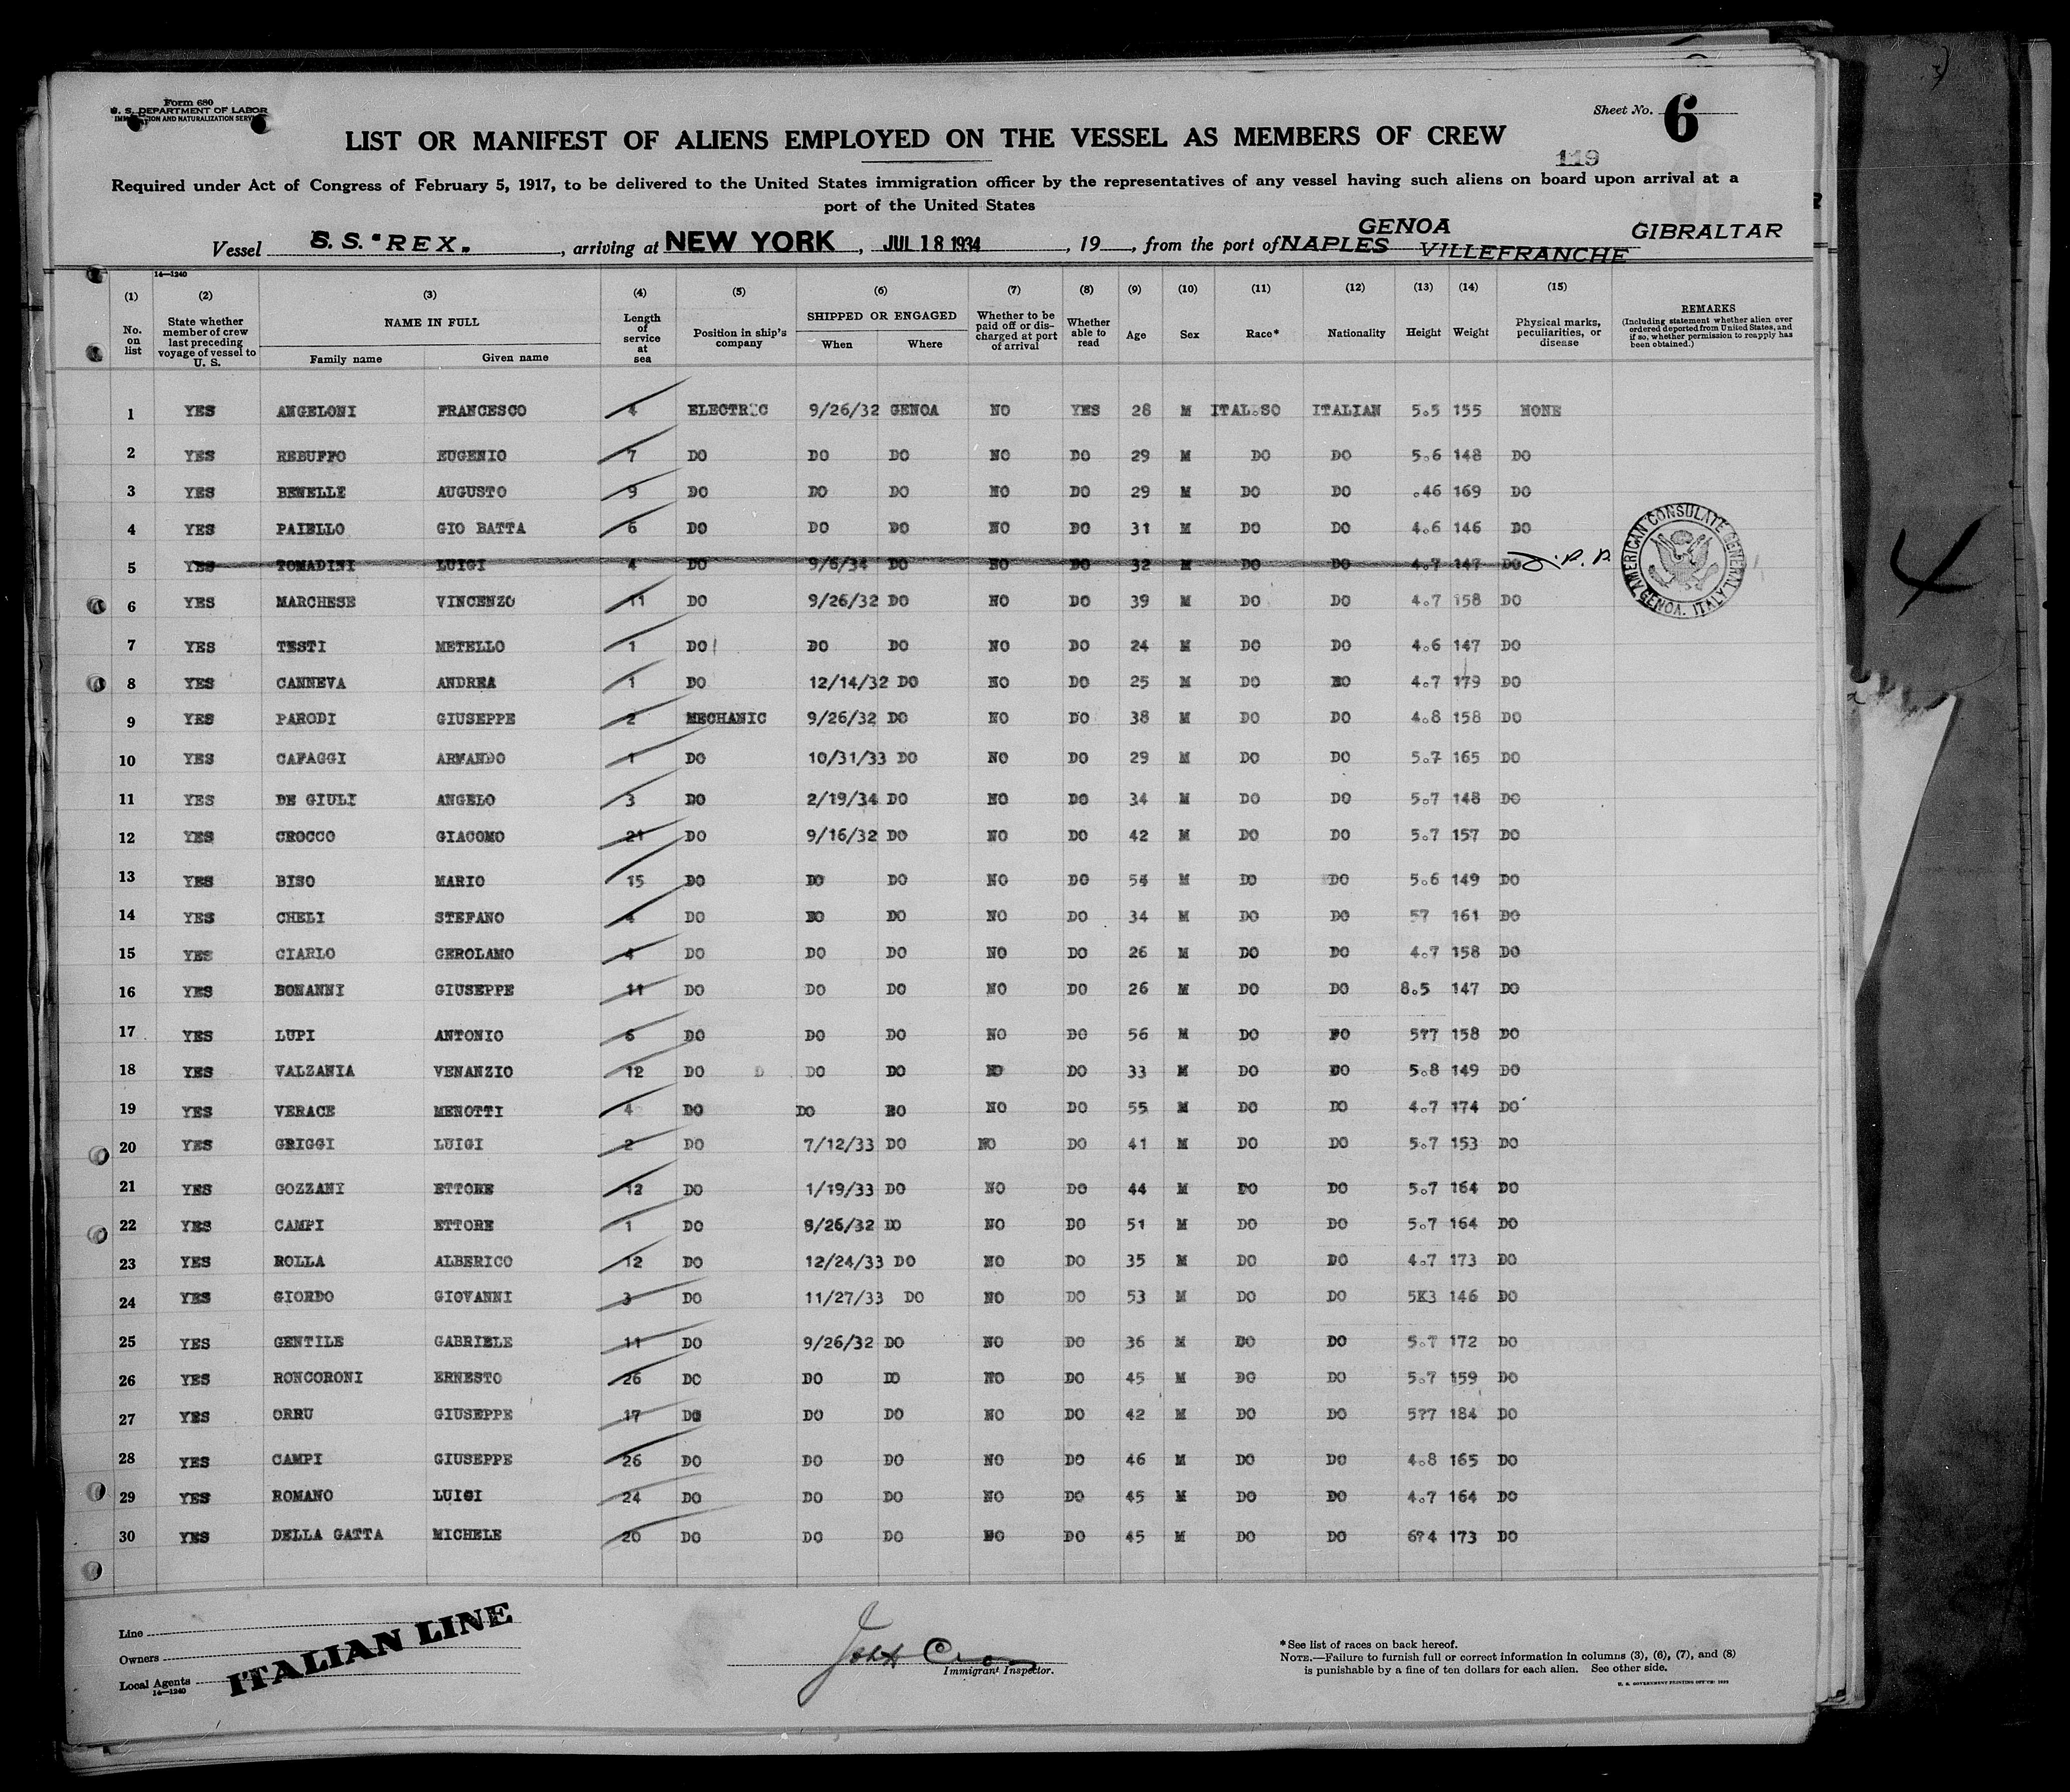 Form 680
U. S. DEPARTMENT OF LABOR
IMMIGRATION AND NATURALIZATION SERVICE
Sheet No. 6
LIST OR MANIFEST OF ALIENS EMPLOYED ON THE VESSEL AS MEMBERS OF CREW
119
Required under Act of Congress of February 5, 1917, to be delivered to the United States immigration officer by the representatives of any vessel having such aliens on board upon arrival at a
port of the United States
GENOA GIBRALTAR
Vessel S.S. "REX. , arriving at NEW YORK , JUL 18 1934 , 19 , from the port of NAPLES VILLEFRANCHE
14—1240
(1) (2) (3) (4) (5) (6) (7) (8) (9) (10) (11) (12) (13) (14) (15)
No. on list
State whether member of crew last preceding voyage of vessel to U. S.
NAME IN FULL
Family name Given name
Length of service at sea
Position in ship's company
SHIPPED OR ENGAGED
When Where
Whether to be paid off or discharged at port of arrival
Whether able to read
Age Sex Race* Nationality Height Weight
Physical marks, peculiarities, or disease
REMARKS
(Including statement whether alien ever ordered deported from United States, and if so, whether permission to reapply has been obtained.)
1 YES ANGELONI FRANCESCO 4 ELECTRIC 9/26/32 GENOA NO YES 28 M ITAL.SO ITALIAN 5.5 155 NONE
2 YES REBUFFO EUGENIO 7 DO DO DO NO DO 29 M DO DO 5.6 148 DO
3 YES BENELLE AUGUSTO 9 DO DO DO NO DO 29 M DO DO .46 169 DO
4 YES PAIELLO GIO BATTA 6 DO DO DO NO DO 31 M DO DO 4.6 146 DO
5 YES TOMADINI LUIGI 4 DO 9/6/34 DO NO DO 32 M DO DO 4.7 147 DO
6 YES MARCHESE VINCENZO 11 DO 9/26/32 DO NO DO 39 M DO DO 4.7 158 DO
7 YES TESTI METELLO 1 DO DO DO NO DO 24 M DO DO 4.6 147 DO
8 YES CANNEVA ANDREA 1 DO 12/14/32 DO NO DO 25 M DO DO 4.7 179 DO
9 YES PARODI GIUSEPPE 2 MECHANIC 9/26/32 DO NO DO 38 M DO DO 4.8 158 DO
10 YES CAFAGGI ARMANDO 1 DO 10/31/33 DO NO DO 29 M DO DO 5.7 165 DO
11 YES DE GIULI ANGELO 3 DO 2/19/34 DO NO DO 34 M DO DO 5.7 148 DO
12 YES CROCCO GIACOMO 21 DO 9/16/32 DO NO DO 42 M DO DO 5.7 157 DO
13 YES BISO MARIO 15 DO DO DO NO DO 54 M DO DO 5.6 149 DO
14 YES CHELI STEFANO 4 DO DO DO NO DO 34 M DO DO 57 161 DO
15 YES CIARLO GEROLAMO 4 DO DO DO NO DO 26 M DO DO 4.7 158 DO
16 YES BONANNI GIUSEPPE 11 DO DO DO NO DO 26 M DO DO 8.5 147 DO
17 YES LUPI ANTONIO 6 DO DO DO NO DO 56 M DO FO 5?7 158 DO
18 YES VALZANIA VENANZIO 12 DO D DO DO NO DO 33 M DO DO 5.8 149 DO
19 YES VERACE MENOTTI 4 DO DO DO NO DO 55 M DO DO 4.7 174 DO
20 YES GRIGGI LUIGI 2 DO 7/12/33 DO NO DO 41 M DO DO 5.7 153 DO
21 YES GOZZANI ETTORE 12 DO 1/19/33 DO NO DO 44 M DO DO 5.7 164 DO
22 YES CAMPI ETTORE 1 DO 9/26/32 DO NO DO 51 M DO DO 5.7 164 DO
23 YES ROLLA ALBERICO 12 DO 12/24/33 DO NO DO 35 M DO DO 4.7 173 DO
24 YES GIORDO GIOVANNI 3 DO 11/27/33 DO NO DO 53 M DO DO 5K3 146 DO
25 YES GENTILE GABRIELE 11 DO 9/26/32 DO NO DO 36 M DO DO 5.7 172 DO
26 YES RONCORONI ERNESTO 26 DO DO DO NO DO 45 M DO DO 5.7 159 DO
27 YES ORRU GIUSEPPE 17 DO DO DO NO DO 42 M DO DO 5?7 184 DO
28 YES CAMPI GIUSEPPE 26 DO DO DO NO DO 46 M DO DO 4.8 165 DO
29 YES ROMANO LUIGI 24 DO DO DO NO DO 45 M DO DO 4.7 164 DO
30 YES DELLA GATTA MICHELE 20 DO DO DO NO DO 45 M DO DO 6?4 173 DO
AMERICAN CONSULATE GENERAL
GENOA, ITALY
4
Line
Owners
Local Agents
14—1240
ITALIAN LINE
Immigrant Inspector.
*See list of races on back hereof.
NOTE.—Failure to furnish full or correct information in columns (3), (6), (7), and (8)
is punishable by a fine of ten dollars for each alien. See other side.